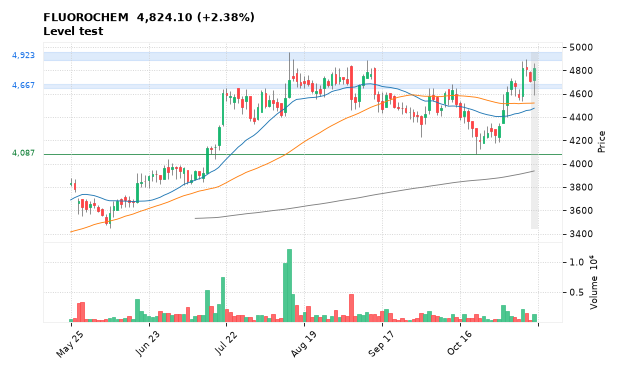 FLUOROCHEM 4,824.10 (+2.38%)
Level test
4,923
4,667
4,087
5000
4800
4600
4400
4200
4000
3800
3600
3400
Price
1.0
0.5
Volume 10⁶
May 25
Jun 23
Jul 22
Aug 19
Sep 17
Oct 16